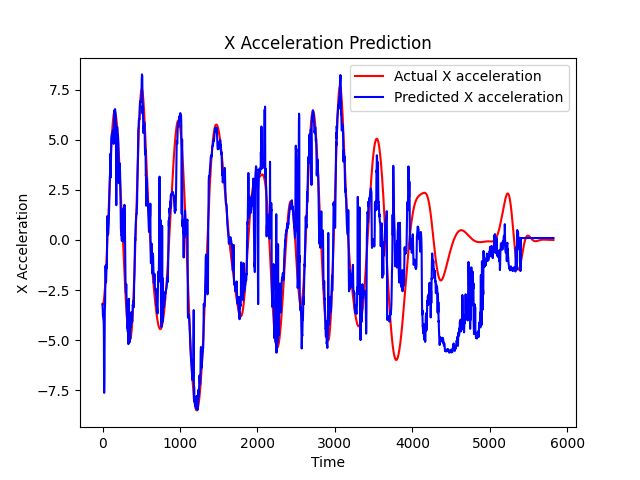 X Acceleration Prediction
Actual X acceleration
Predicted X acceleration
X Acceleration
7.5
5.0
2.5
0.0
−2.5
−5.0
−7.5
0
1000
2000
3000
4000
5000
6000
Time